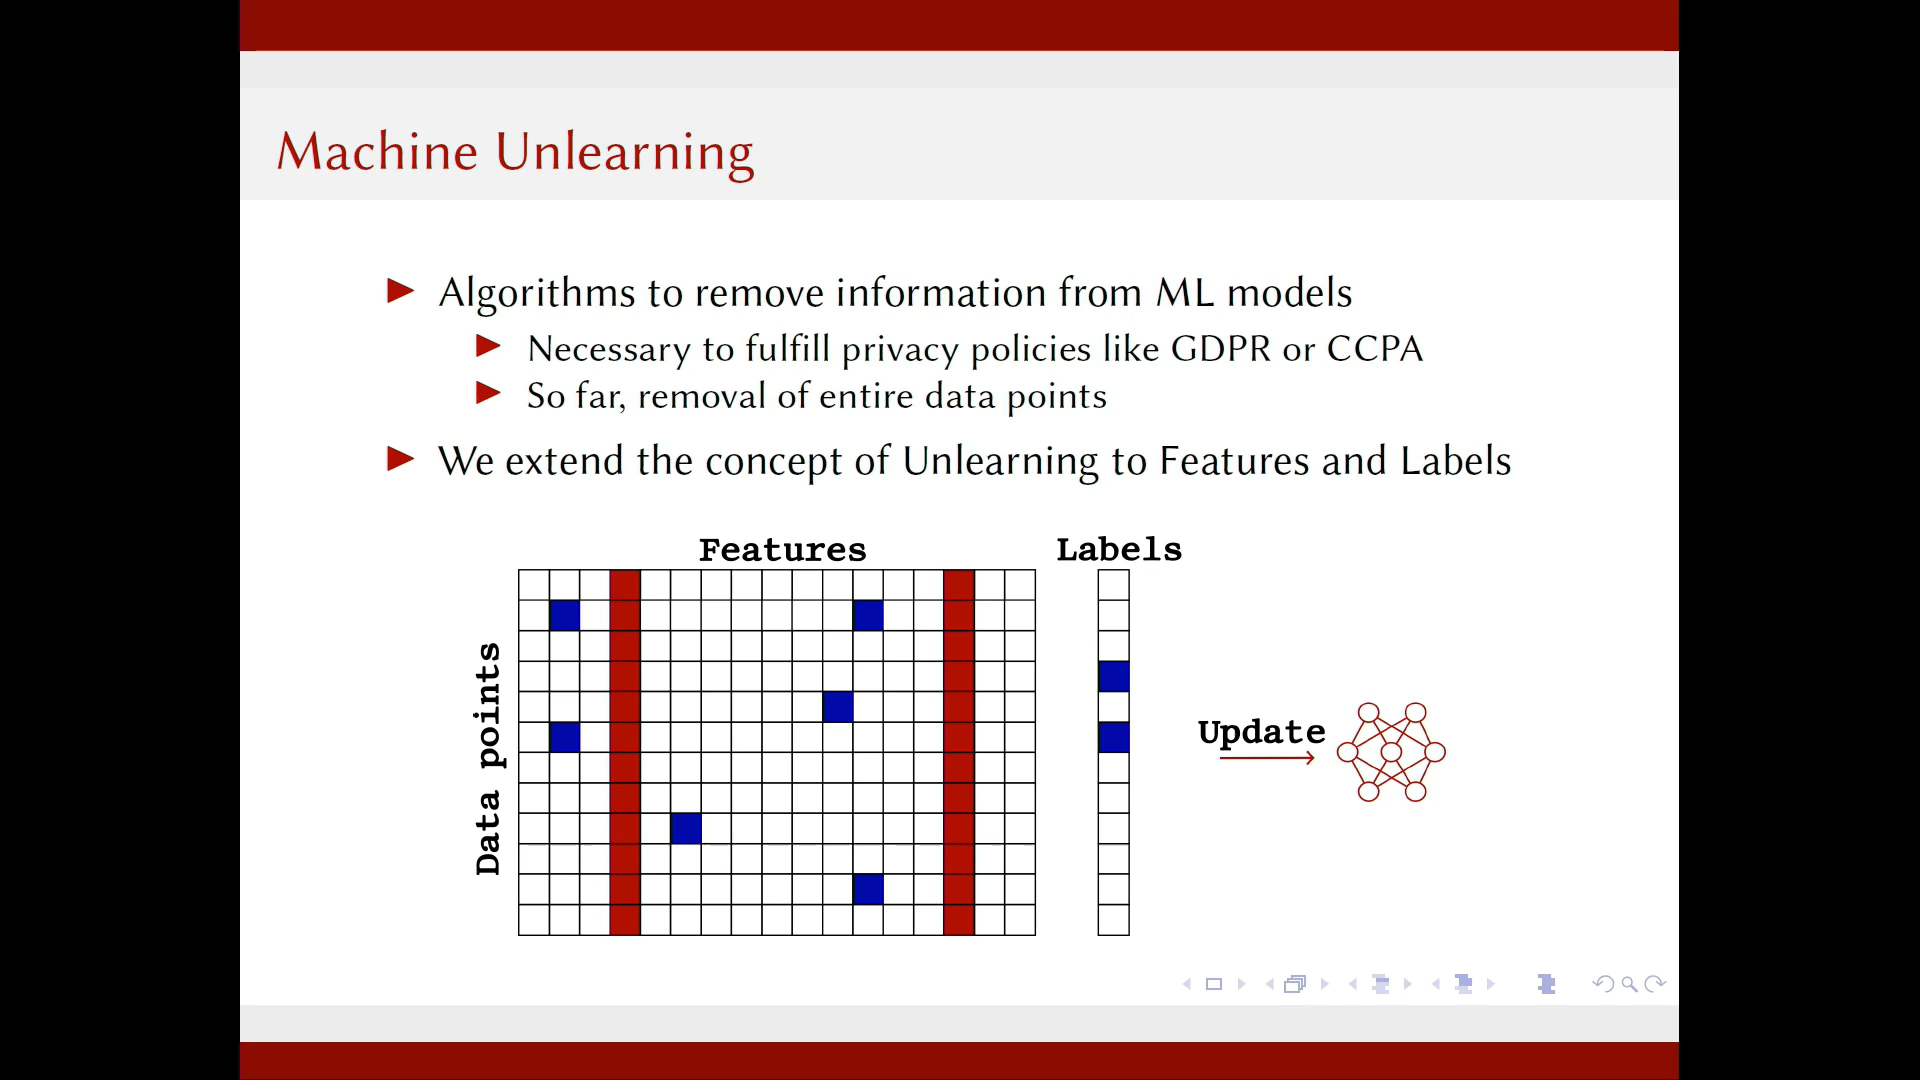 Machine Unlearning
Algorithms to remove information from ML models
Necessary to fulfill privacy policies like GDPR or CCPA
So far, removal of entire data points
We extend the concept of Unlearning to Features and Labels
Features
Labels
Data points
Update